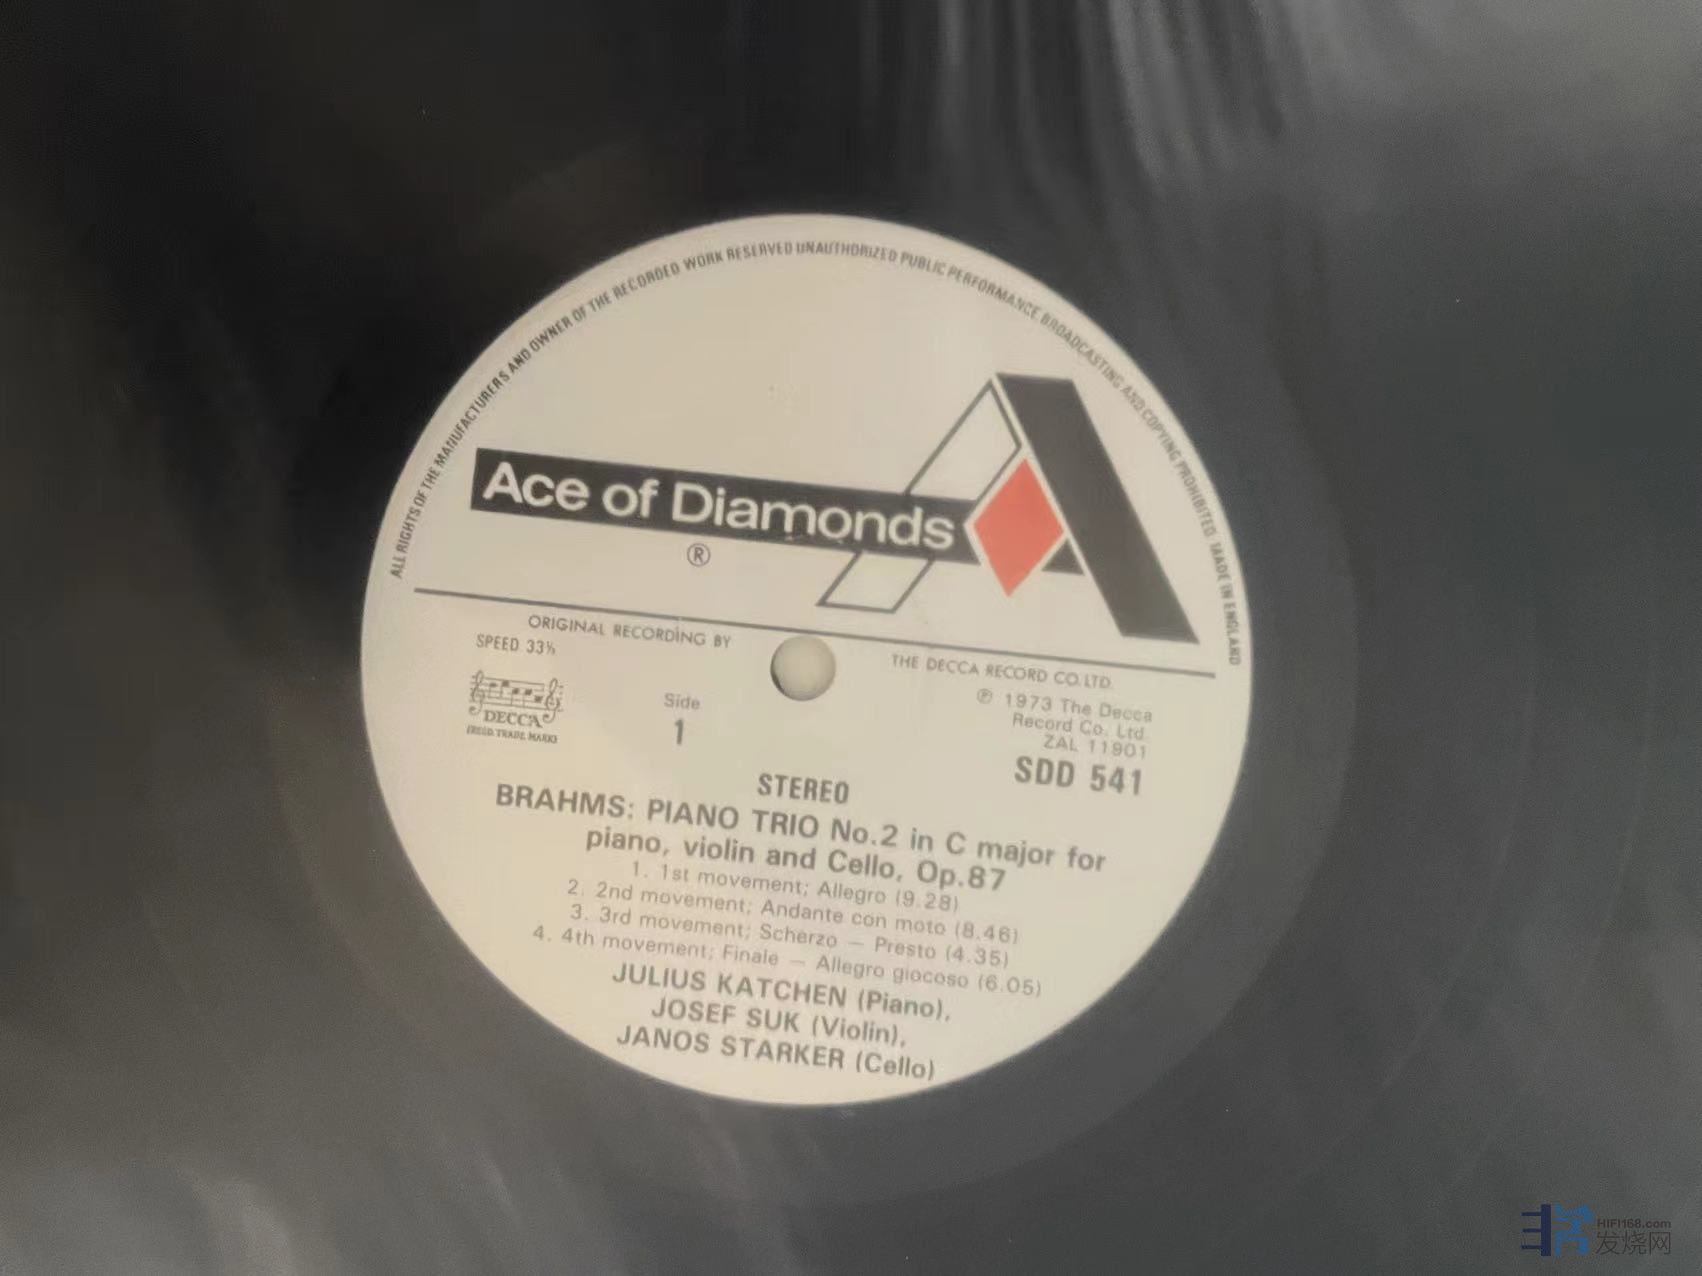 ALL RIGHTS OF THE MANUFACTURERS AND OWNER OF THE RECORDED WORK RESERVED UNAUTHORIZED PUBLIC PERFORMANCE BROADCASTING AND COPYING PROHIBITED. MADE IN ENGLAND
Ace of Diamonds
®
ORIGINAL RECORDING BY THE DECCA RECORD CO. LTD.
SPEED 33⅓
DECCA
REGD. TRADE MARKS
Side
1
℗ 1973 The Decca
Record Co. Ltd.
ZAL 11901
SDD 541
STEREO
BRAHMS: PIANO TRIO No.2 in C major for
piano, violin and Cello, Op.87
1. 1st movement; Allegro (9.28)
2. 2nd movement; Andante con moto (8.46)
3. 3rd movement; Scherzo – Presto (4.35)
4. 4th movement; Finale – Allegro giocoso (6.05)
JULIUS KATCHEN (Piano),
JOSEF SUK (Violin),
JANOS STARKER (Cello)
HIFI168.com
发烧网